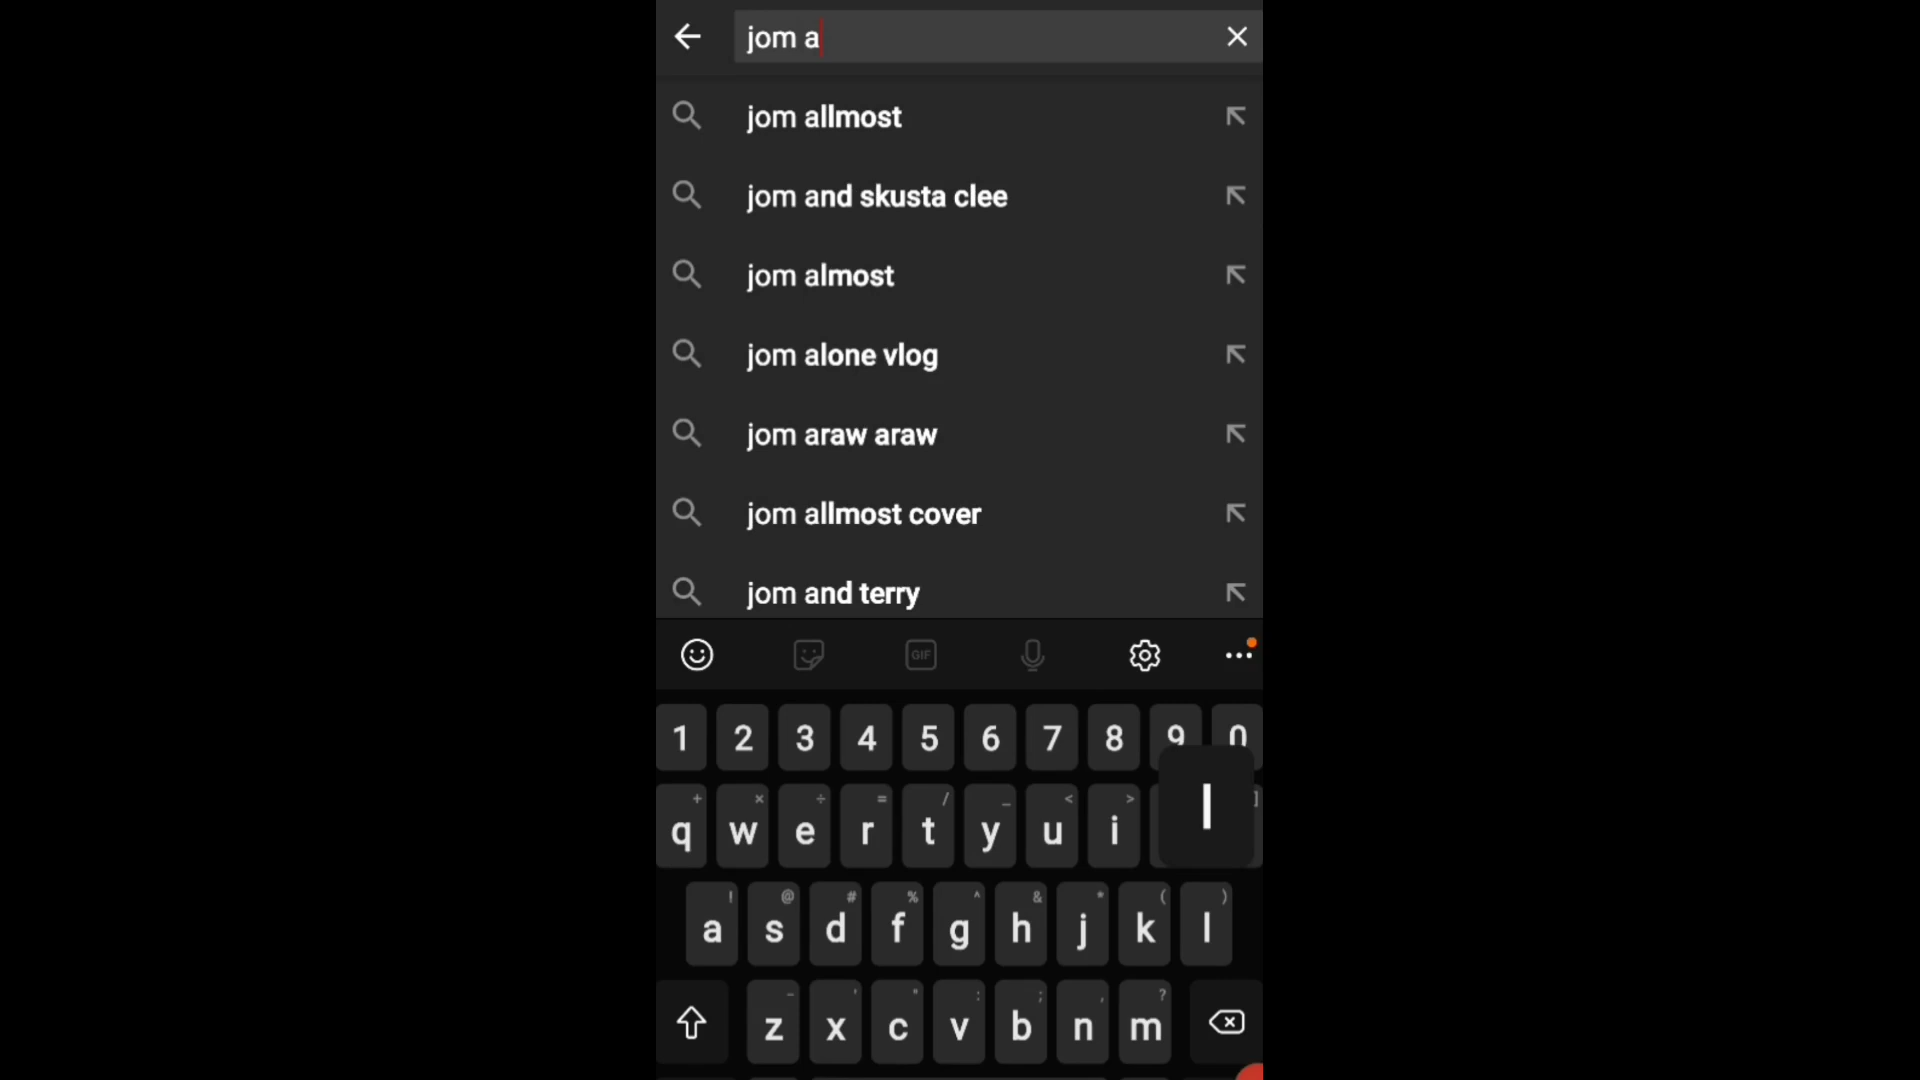 jom a
jom allmost
jom and skusta clee
jom almost
jom alone vlog
jom araw araw
jom allmost cover
jom and terry
GIF
1 2 3 4 5 6 7 8 9 0
+ × ÷ = / _ < > ]
q w e r t y u i l
! @ # % ^ & * ( )
a s d f g h j k l
- ' " : ; , ?
z x c v b n m